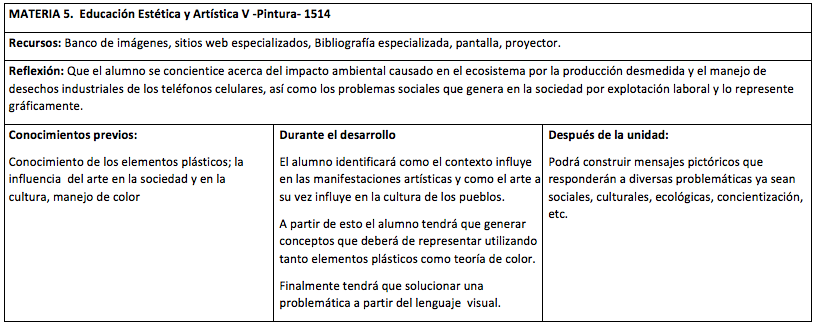 MATERIA 5.  Educación Estética y Artística V -Pintura- 1514
Recursos: Banco de imágenes, sitios web especializados, Bibliografía especializada, pantalla, proyector.
Reflexión: Que el alumno se concientice acerca del impacto ambiental causado en el ecosistema por la producción desmedida y el manejo de
desechos industriales de los teléfonos celulares, así como los problemas sociales que genera en la sociedad por explotación laboral y lo represente
gráficamente.
Conocimientos previos:
Conocimiento de los elementos plásticos; la
influencia  del arte en la sociedad y en la
cultura, manejo de color
Durante el desarrollo
El alumno identificará como el contexto influye
en las manifestaciones artísticas y como el arte a
su vez influye en la cultura de los pueblos.
A partir de esto el alumno tendrá que generar
conceptos que deberá de representar utilizando
tanto elementos plásticos como teoría de color.
Finalmente tendrá que solucionar una
problemática a partir del lenguaje  visual.
Después de la unidad:
Podrá construir mensajes pictóricos que
responderán a diversas problemáticas ya sean
sociales, culturales, ecológicas, concientización,
etc.